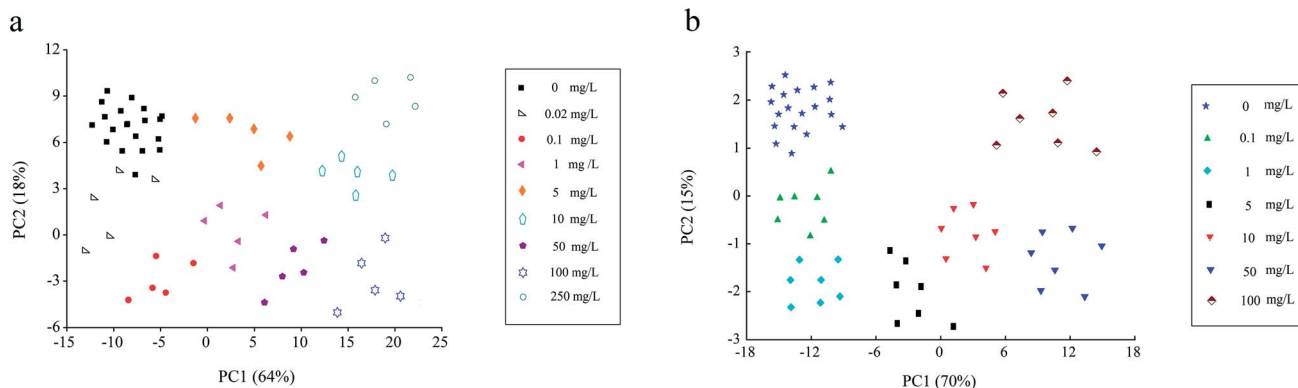 a
b
12
9
6
3
0
-3
-6
PC2 (18%)
-15 -10 -5 0 5 10 15 20 25
PC1 (64%)
0 mg/L
0.02 mg/L
0.1 mg/L
1 mg /L
5 mg/L
10 mg/L
50 mg/L
100 mg/L
250 mg/L
3
2
1
0
-1
-2
-3
PC2 (15%)
-18 -12 -6 0 6 12 18
PC1 (70%)
0 mg/L
0.1 mg/L
1 mg/L
5 mg/L
10 mg/L
50 mg/L
100 mg/L